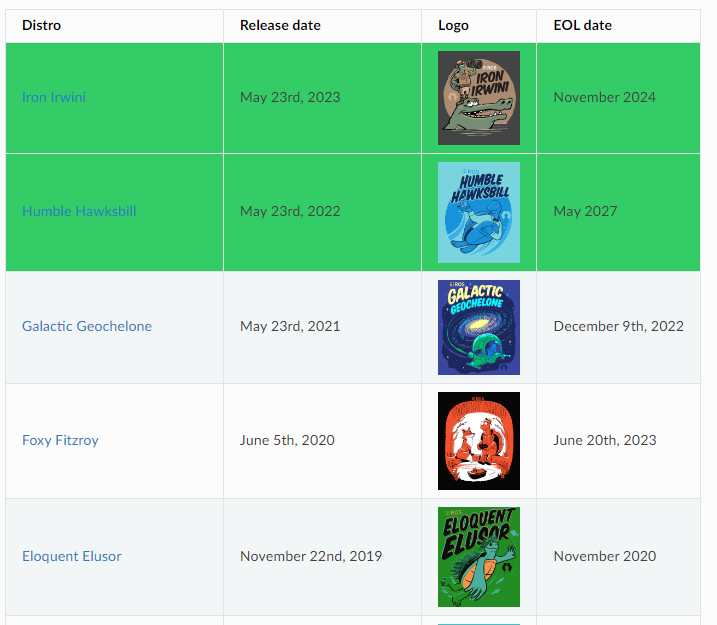 Distro Release date Logo EOL date
Iron Irwini May 23rd, 2023 November 2024
ROS
IRON
IRWINI
Humble Hawksbill May 23rd, 2022 May 2027
ROS
HUMBLE
HAWKSBILL
Galactic Geochelone May 23rd, 2021 December 9th, 2022
ROS
GALACTIC
GEOCHELONE
Foxy Fitzroy June 5th, 2020 June 20th, 2023
Eloquent Elusor November 22nd, 2019 November 2020
ROS
ELOQUENT
ELUSOR